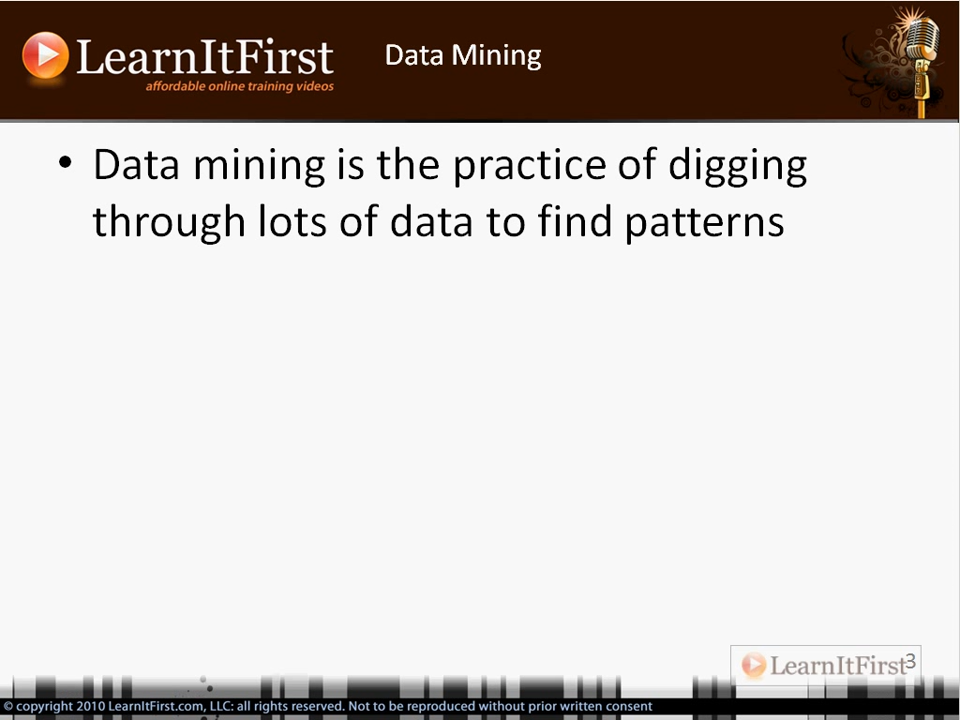 LearnItFirst
affordable online training videos
Data Mining
• Data mining is the practice of digging
through lots of data to find patterns
LearnItFirst
3
© copyright 2010 LearnItFirst.com, LLC: all rights reserved. Not to be reproduced without prior written consent